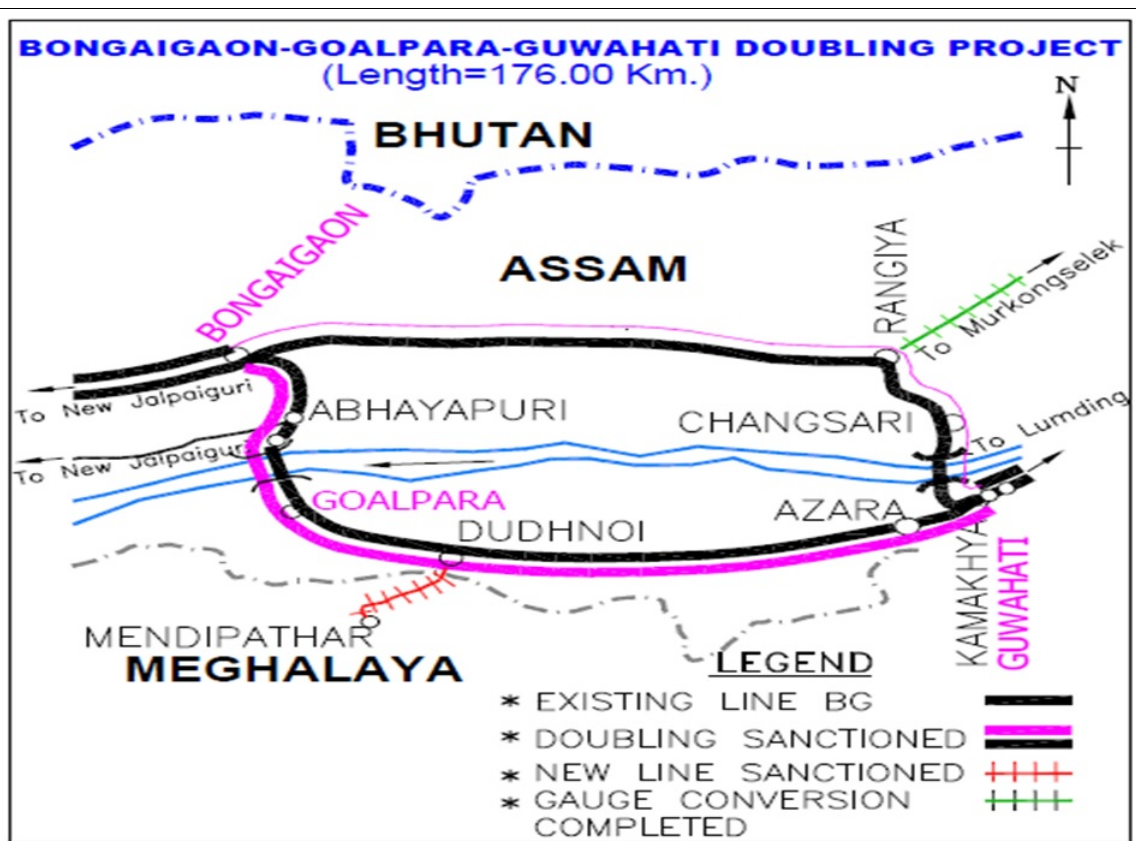 BONGAIGAON-GOALPARA-GUWAHATI DOUBLING PROJECT
(Length=176.00 Km.)
N
BHUTAN
BONGAIGAON
ASSAM
RANGIYA
To Murkongselek
To New Jalpaiguri
ABHAYAPURI
CHANGSARI
To Lumding
To New Jalpaiguri
GOALPARA
AZARA
DUDHNOI
KAMAKHYA
GUWAHATI
MENDIPATHAR
MEGHALAYA
LEGEND
* EXISTING LINE BG
* DOUBLING SANCTIONED
* NEW LINE SANCTIONED
* GAUGE CONVERSION
COMPLETED